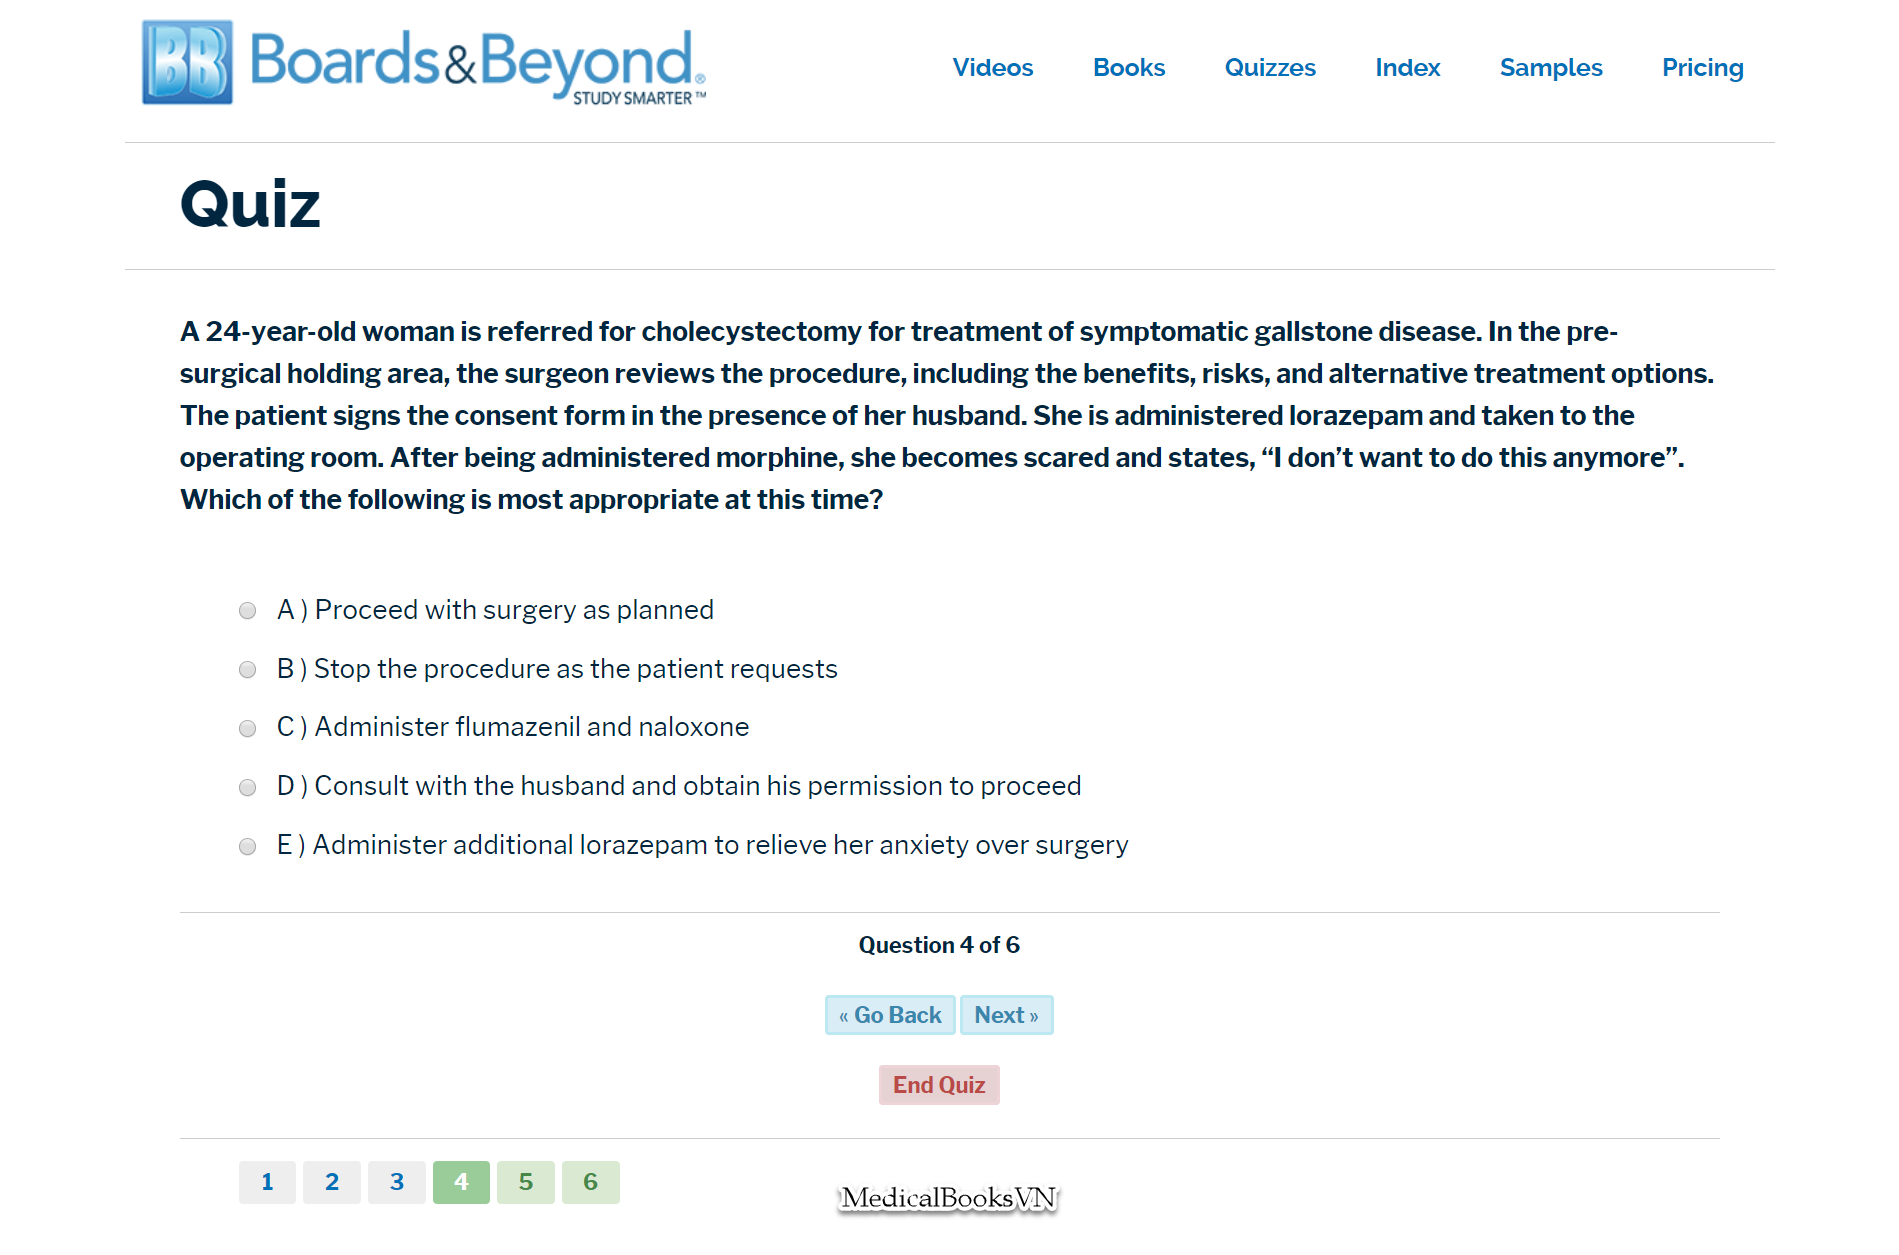 BB Boards&Beyond®
STUDY SMARTER™
Videos Books Quizzes Index Samples Pricing
Quiz
A 24-year-old woman is referred for cholecystectomy for treatment of symptomatic gallstone disease. In the pre-
surgical holding area, the surgeon reviews the procedure, including the benefits, risks, and alternative treatment options.
The patient signs the consent form in the presence of her husband. She is administered lorazepam and taken to the
operating room. After being administered morphine, she becomes scared and states, “I don’t want to do this anymore”.
Which of the following is most appropriate at this time?
A ) Proceed with surgery as planned
B ) Stop the procedure as the patient requests
C ) Administer flumazenil and naloxone
D ) Consult with the husband and obtain his permission to proceed
E ) Administer additional lorazepam to relieve her anxiety over surgery
Question 4 of 6
« Go Back Next »
End Quiz
1 2 3 4 5 6
MedicalBooksVN